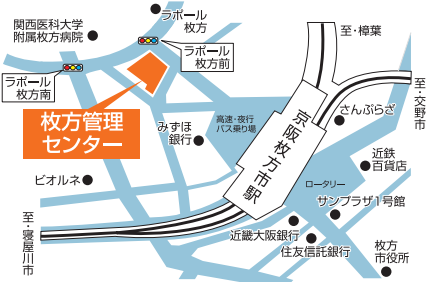 関西医科大学
附属枚方病院
ラポール
枚方
ラポール
枚方前
ラポール
枚方南
至・樟葉
至・交野市
枚方管理
センター
みずほ
銀行
高速・夜行
バス乗り場
京阪枚方市駅
さんぷらざ
近鉄
百貨店
ビオルネ
ロータリー
サンプラザ1号館
至・寝屋川市
近畿大阪銀行
住友信託銀行
枚方
市役所